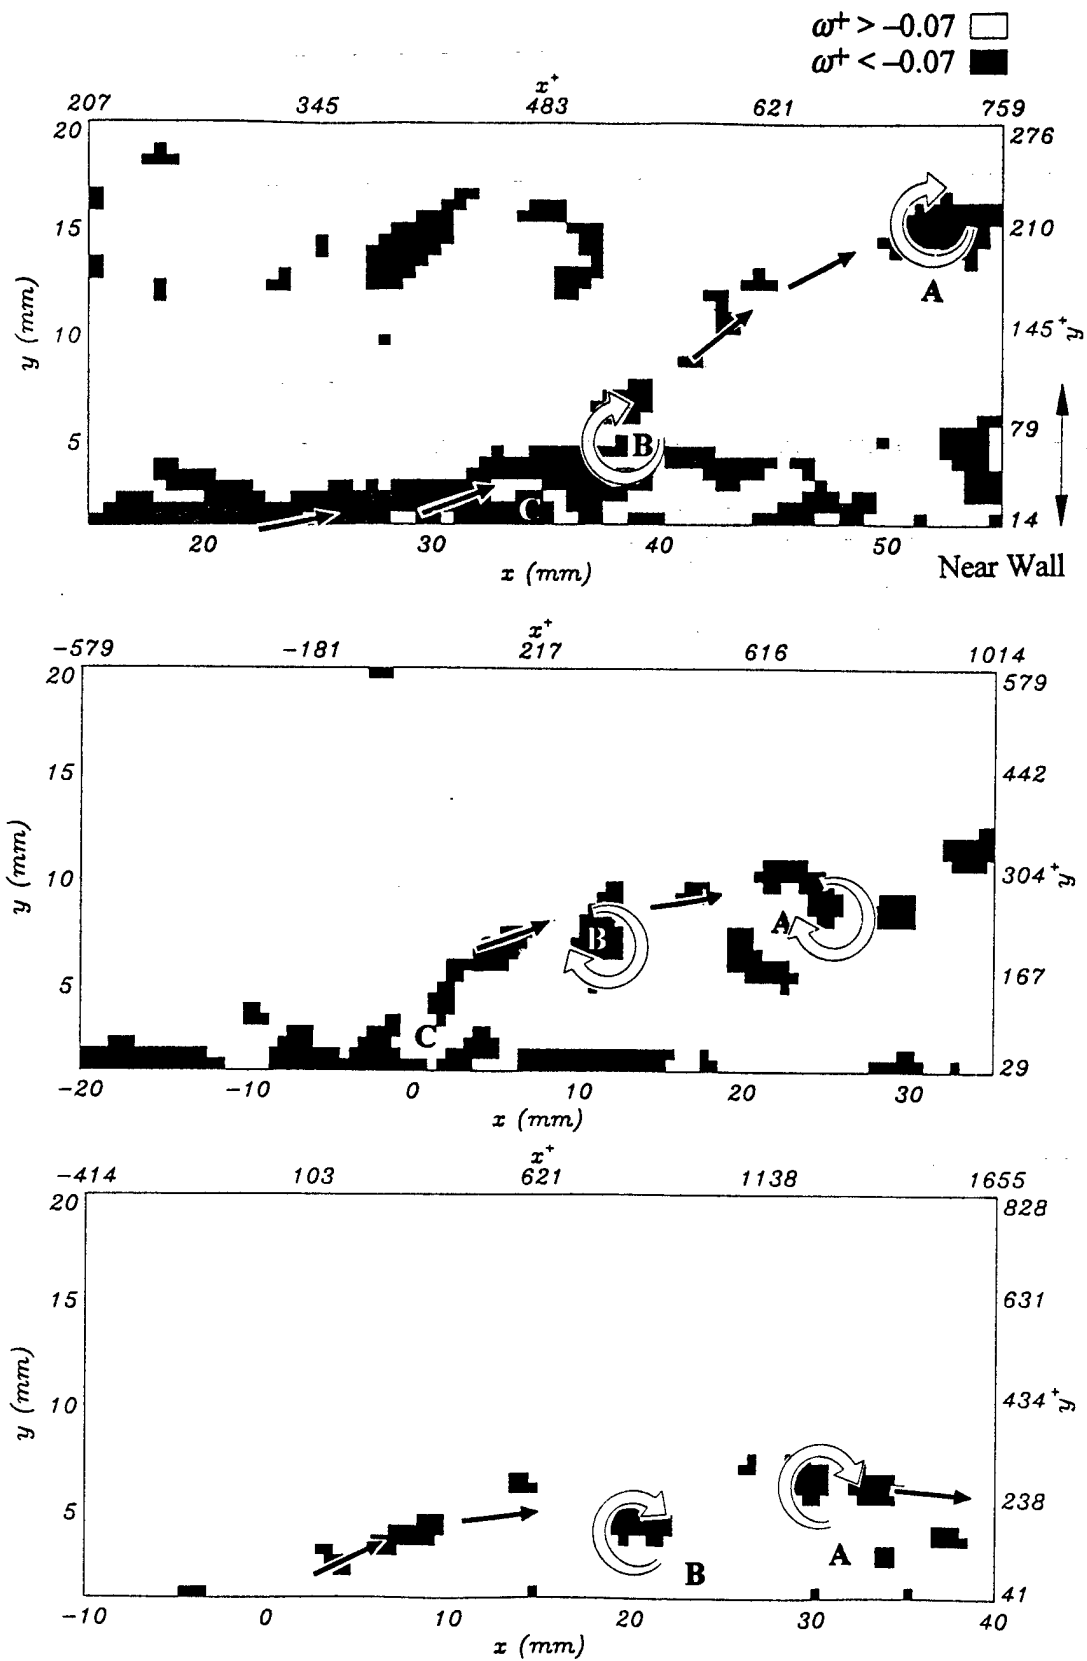 ω+ > −0.07
ω+ < −0.07
x+
207 345 483 621 759
20 276
15 210
A
10 145
y (mm) y+
B 79
5
C 14
20 30 40 50
x (mm) Near Wall
x+
−579 −181 217 616 1014
20 579
15 442
10 304
y (mm) y+
B A
5 167
C
29
−20 −10 0 10 20 30
x (mm)
x+
−414 103 621 1138 1655
20 828
15 631
10 434
y (mm) y+
5 238
B A
41
−10 0 10 20 30 40
x (mm)